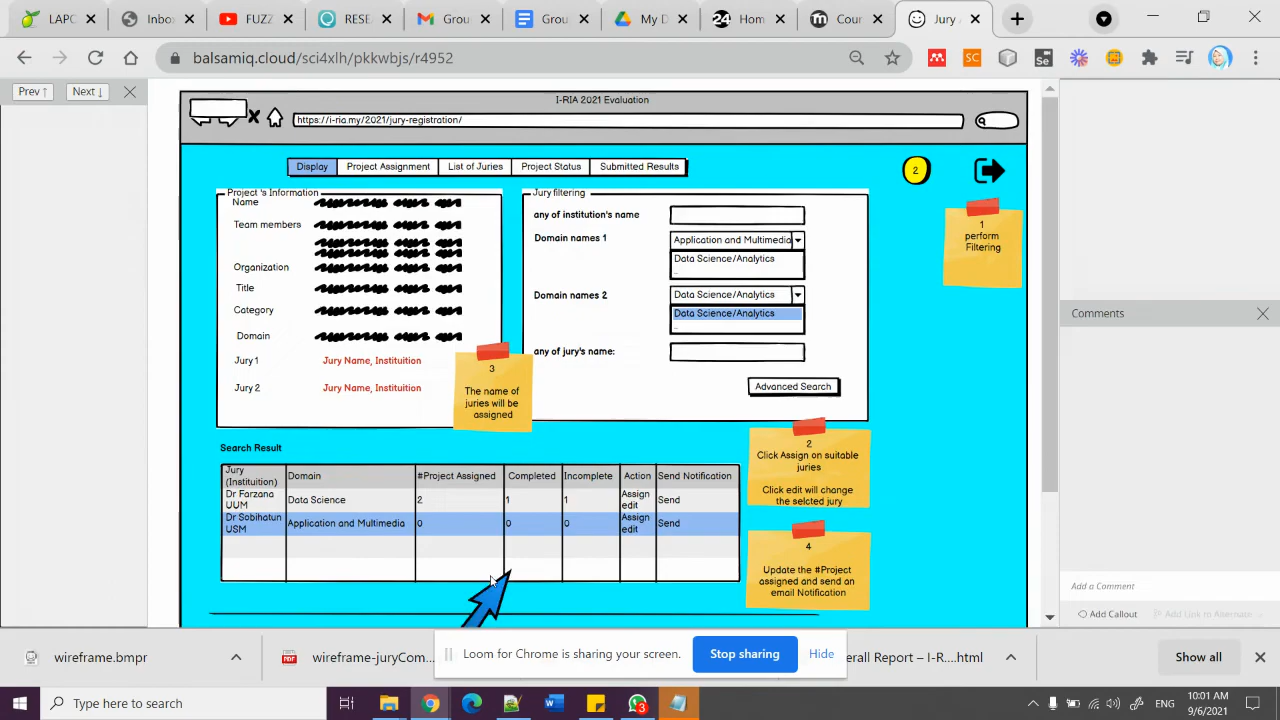 LAPC
Inbo
FUZZ
RESE
Grou
Grou
My D
Hom
Cour
Jury
balsamiq.cloud/sci4xlh/pkkwbjs/r4952
Prev↑
Next↓
I-RIA 2021 Evaluation
https://i-ria.my/2021/jury-registration/
Display
Project Assignment
List of Juries
Project Status
Submitted Results
2
Project 's Information
Name
Team members
Organization
Title
Category
Domain
Jury 1 Jury Name, Instituition
Jury 2 Jury Name, Instituition
Jury filtering
any of institution's name
Domain names 1
Application and Multimedia
Data Science/Analytics
Domain names 2
Data Science/Analytics
Data Science/Analytics
any of jury's name:
Advanced Search
1
perform
Filtering
3
The name of
juries will be
assigned
2
Click Assign on suitable
juries
Click edit will change
the selcted jury
4
Update the #Project
assigned and send an
email Notification
Search Result
Jury (Instituition) Domain #Project Assigned Completed Incomplete Action Send Notification
Dr Farzana UUM Data Science 2 1 1 Assign edit Send
Dr Sobihatun USM Application and Multimedia 0 0 0 Assign edit Send
Comments
Add a Comment
Add Callout
Add Link to Alternate
wireframe.bmpr
wireframe-juryCom...
Loom for Chrome is sharing your screen.
Stop sharing
Hide
erall Report – I-R....html
Show all
Type here to search
3
10:01 AM
9/6/2021